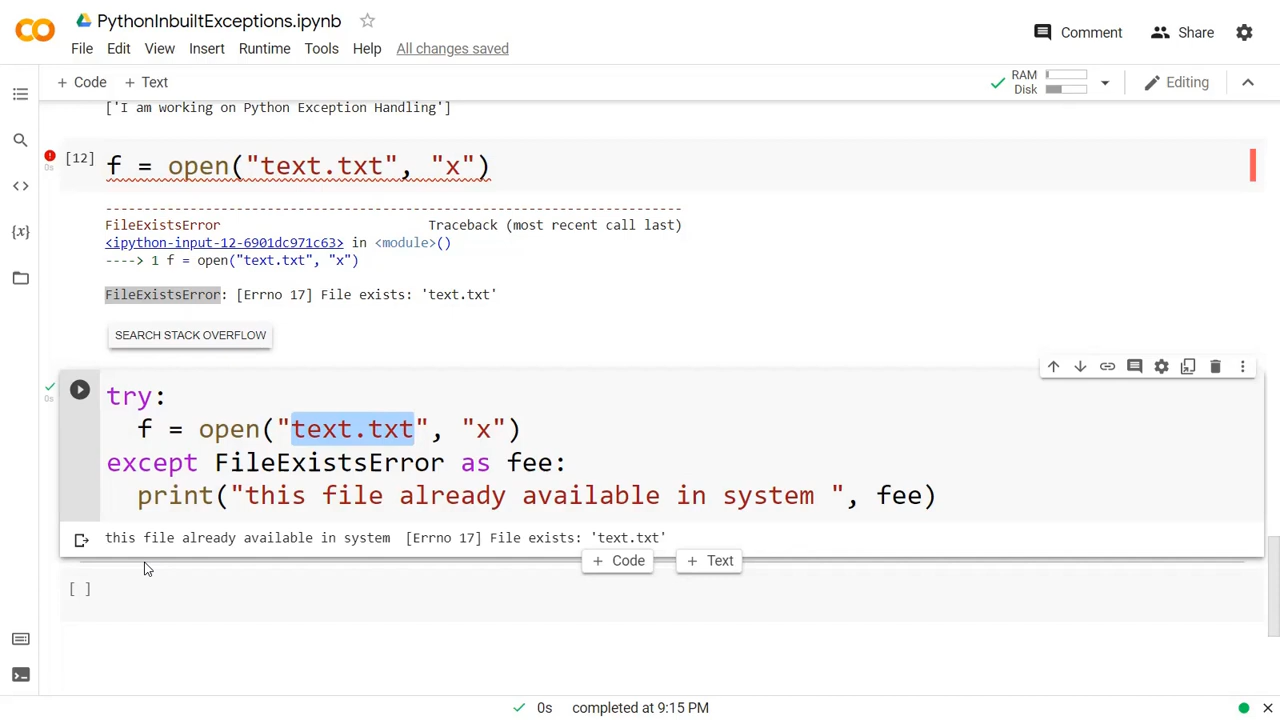 PythonInbuiltExceptions.ipynb
File Edit View Insert Runtime Tools Help All changes saved
Comment Share
+ Code + Text
RAM
Disk
Editing
['I am working on Python Exception Handling']
[12] f = open("text.txt", "x")
0s
---------------------------------------------------------------------------
FileExistsError Traceback (most recent call last)
<ipython-input-12-6901dc971c63> in <module>()
----> 1 f = open("text.txt", "x")
FileExistsError: [Errno 17] File exists: 'text.txt'
SEARCH STACK OVERFLOW
try:
0s
f = open("text.txt", "x")
except FileExistsError as fee:
print("this file already available in system ", fee)
this file already available in system  [Errno 17] File exists: 'text.txt'
+ Code + Text
[ ]
0s completed at 9:15 PM